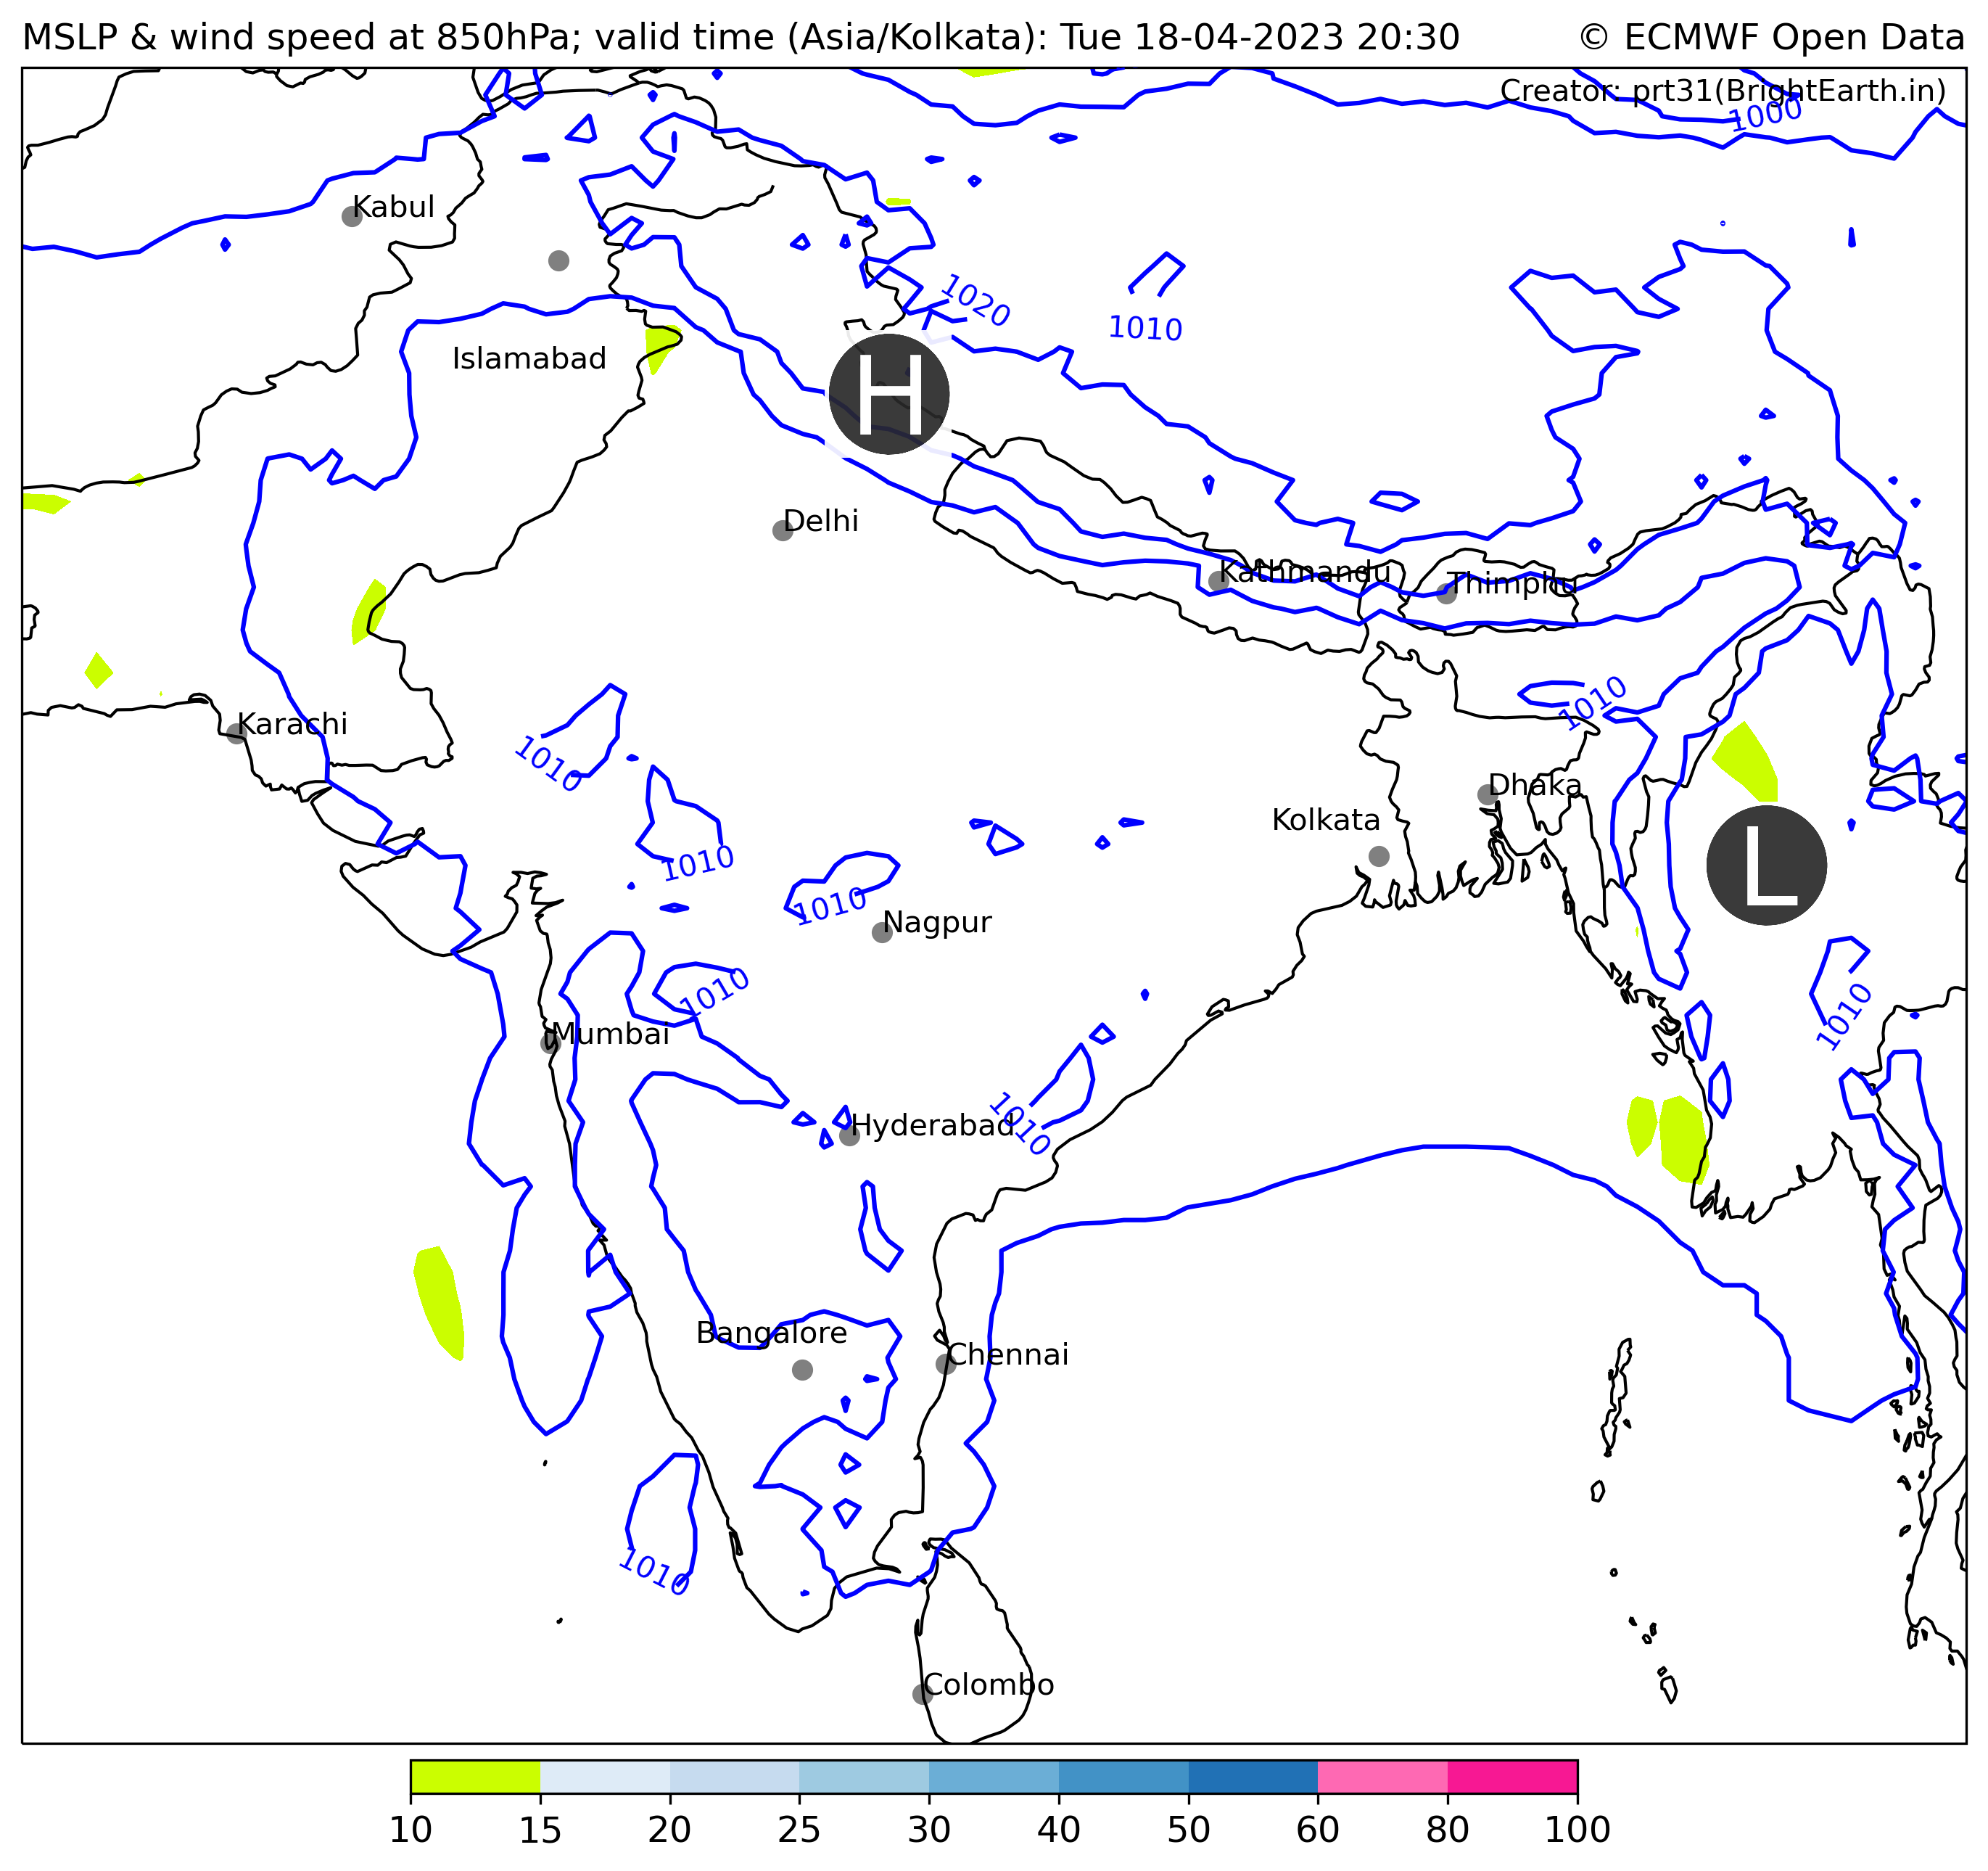 MSLP & wind speed at 850hPa; valid time (Asia/Kolkata): Tue 18-04-2023 20:30
© ECMWF Open Data
Creator: prt31(BrightEarth.in)
1000
Kabul
1020
1010
Islamabad
H
Delhi
Kathmandu
Thimphu
1010
Karachi
1010
Dhaka
Kolkata
1010
L
1010
Nagpur
1010
1010
Mumbai
1010
Hyderabad
Bangalore
Chennai
1010
Colombo
10 15 20 25 30 40 50 60 80 100